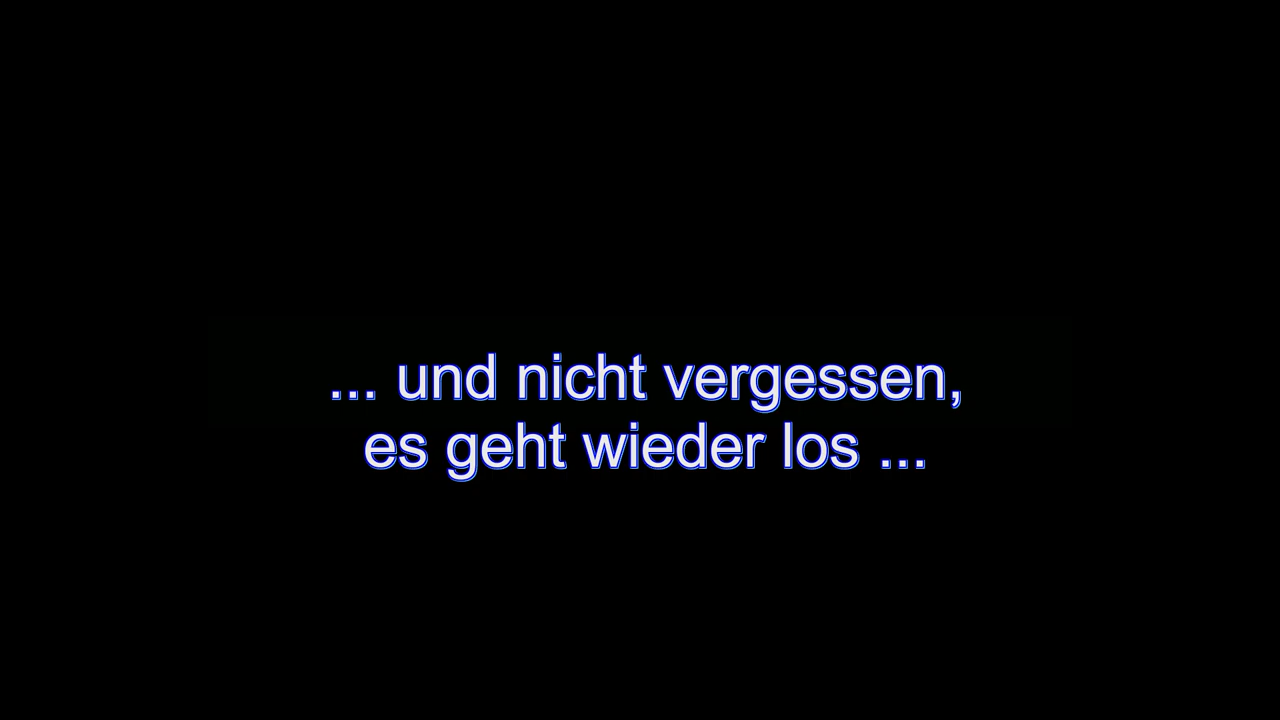 ... und nicht vergessen,
es geht wieder los ...